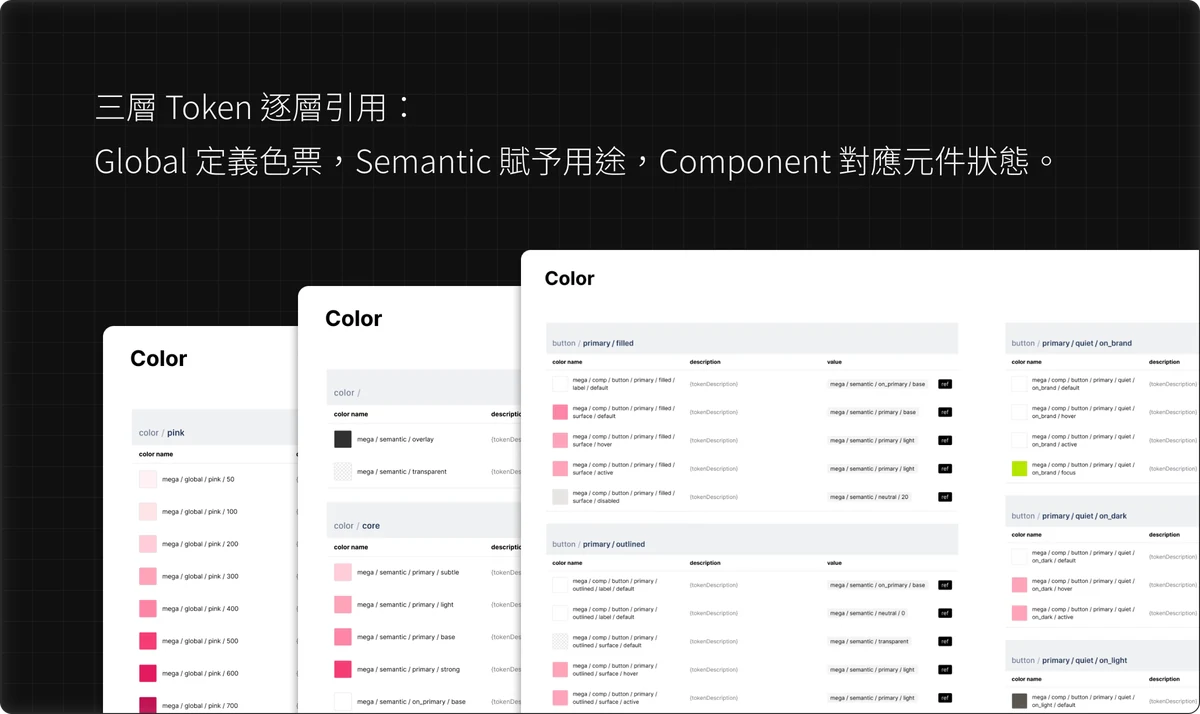 三層 Token 逐層引用：
Global 定義色票，Semantic 賦予用途，Component 對應元件狀態。
Color
color / pink
color name
mega / global / pink / 50
mega / global / pink / 100
mega / global / pink / 200
mega / global / pink / 300
mega / global / pink / 400
mega / global / pink / 500
mega / global / pink / 600
mega / global / pink / 700
Color
color /
color name descriptio
mega / semantic / overlay {tokenDes
mega / semantic / transparent {tokenDes
color / core
color name descriptio
mega / semantic / primary / subtle {tokenDes
mega / semantic / primary / light {tokenDes
mega / semantic / primary / base {tokenDes
mega / semantic / primary / strong {tokenDes
mega / semantic / on_primary / base {tokenDes
Color
button / primary / filled
color name description value
mega / comp / button / primary / filled /
label / default {tokenDescription} mega / semantic / on_primary / base ref
mega / comp / button / primary / filled /
surface / default {tokenDescription} mega / semantic / primary / base ref
mega / comp / button / primary / filled /
surface / hover {tokenDescription} mega / semantic / primary / light ref
mega / comp / button / primary / filled /
surface / active {tokenDescription} mega / semantic / primary / light ref
mega / comp / button / primary / filled /
surface / disabled {tokenDescription} mega / semantic / neutral / 20 ref
button / primary / outlined
color name description value
mega / comp / button / primary /
outlined / label / default {tokenDescription} mega / semantic / on_primary / base ref
mega / comp / button / primary /
outlined / label / default {tokenDescription} mega / semantic / neutral / 0 ref
mega / comp / button / primary /
outlined / surface / default {tokenDescription} mega / semantic / transparent ref
mega / comp / button / primary /
outlined / surface / hover {tokenDescription} mega / semantic / primary / light ref
mega / comp / button / primary /
outlined / surface / active {tokenDescription} mega / semantic / primary / light ref
button / primary / quiet / on_brand
color name description
mega / comp / button / primary / quiet /
on_brand / default {tokenDescription}
mega / comp / button / primary / quiet /
on_brand / hover {tokenDescription}
mega / comp / button / primary / quiet /
on_brand / active {tokenDescription}
mega / comp / button / primary / quiet /
on_brand / focus {tokenDescription}
button / primary / quiet / on_dark
color name description
mega / comp / button / primary / quiet /
on_dark / default {tokenDescription}
mega / comp / button / primary / quiet /
on_dark / hover {tokenDescription}
mega / comp / button / primary / quiet /
on_dark / active {tokenDescription}
button / primary / quiet / on_light
color name description
mega / comp / button / primary / quiet /
on_light / default {tokenDescription}